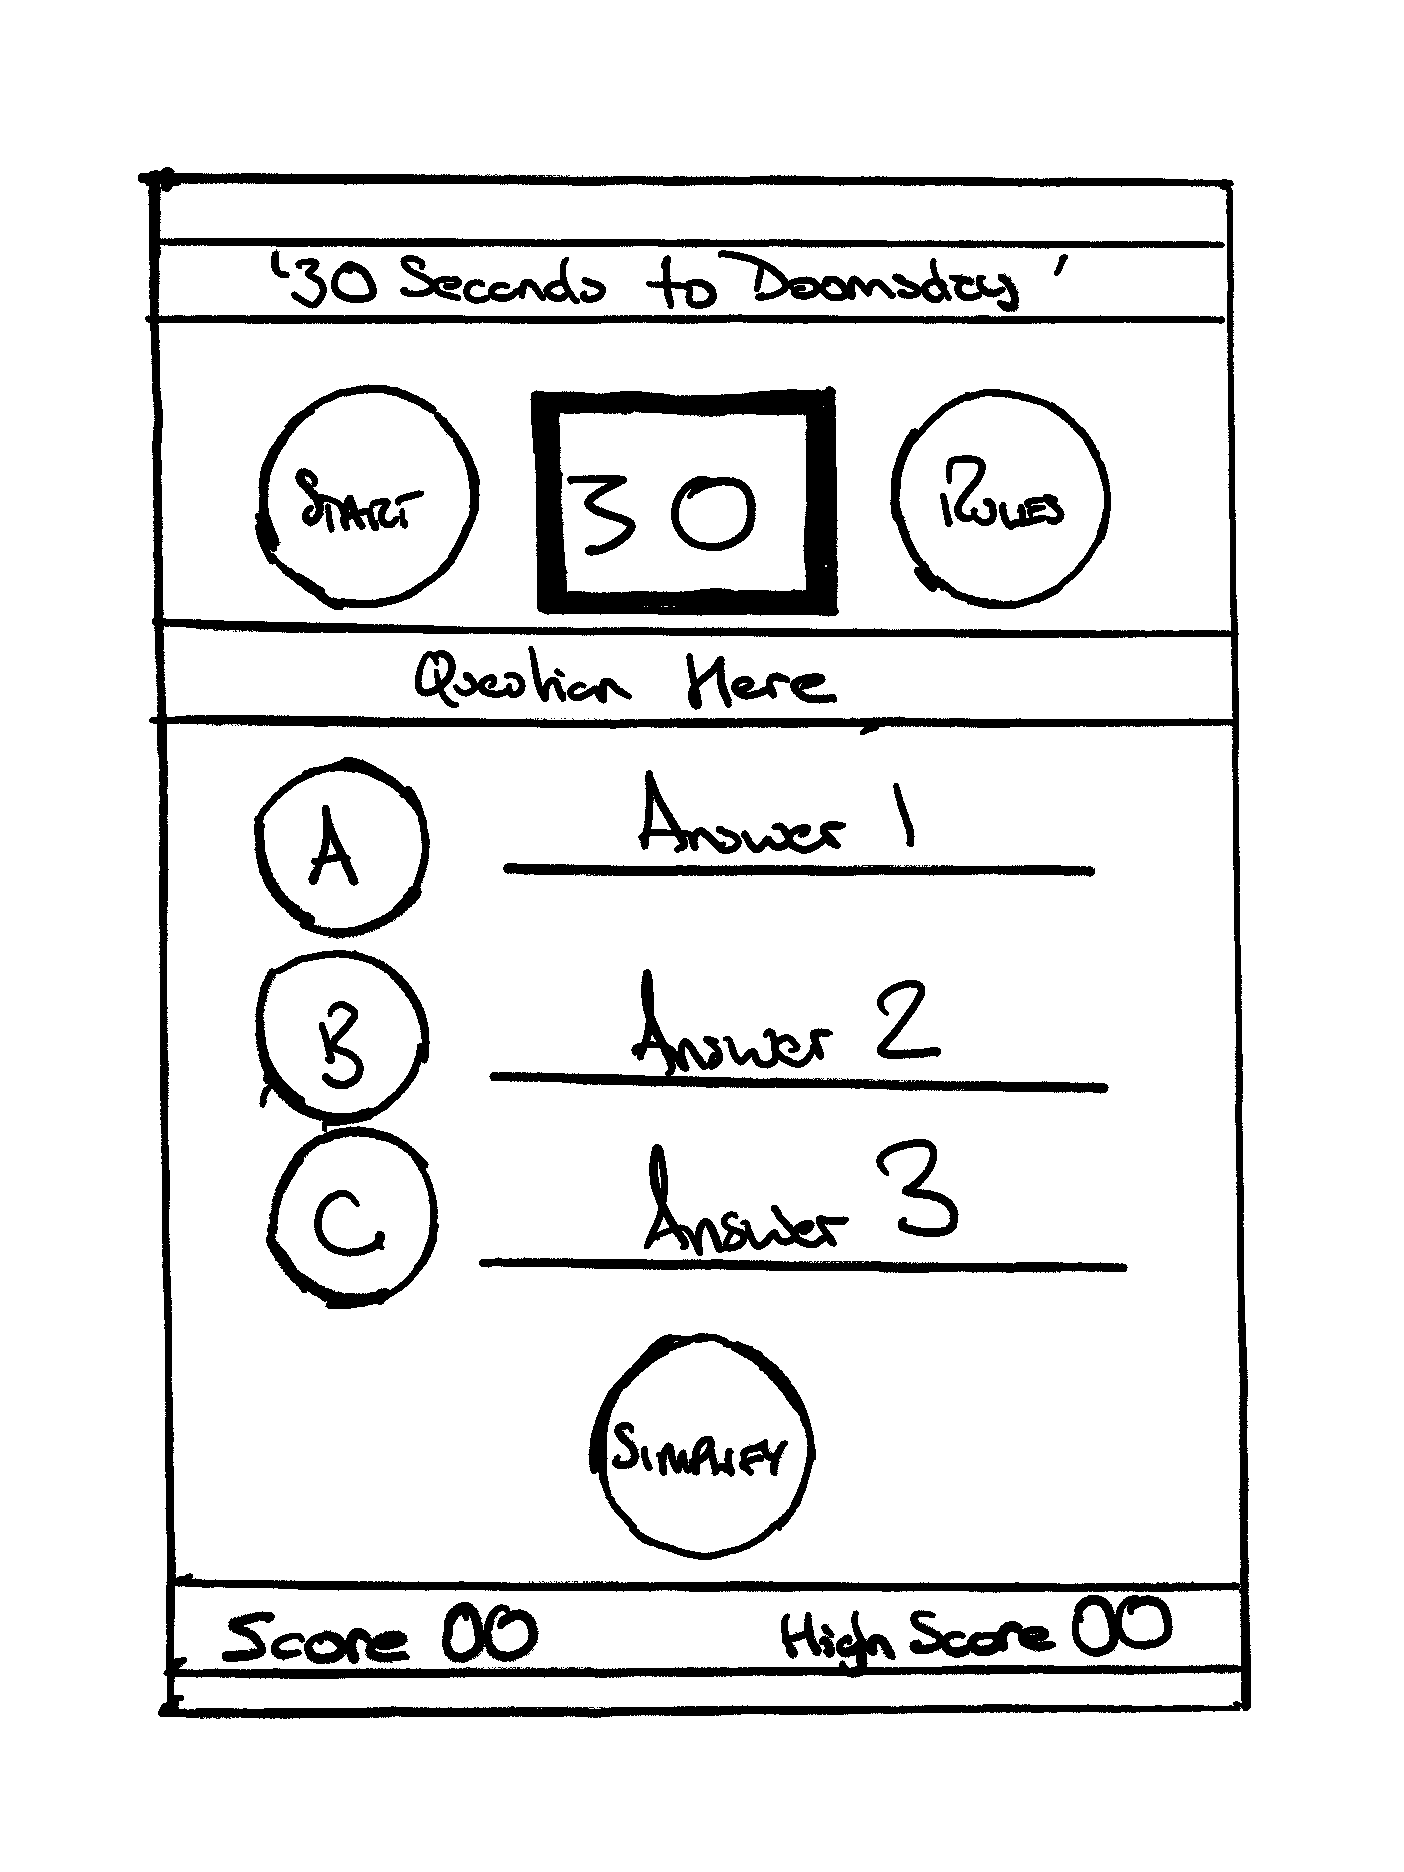 '30 Seconds to Doomsday'
START 30 RULES
Question Here
A Answer 1
B Answer 2
C Answer 3
SIMPLIFY
Score 00 High Score 00